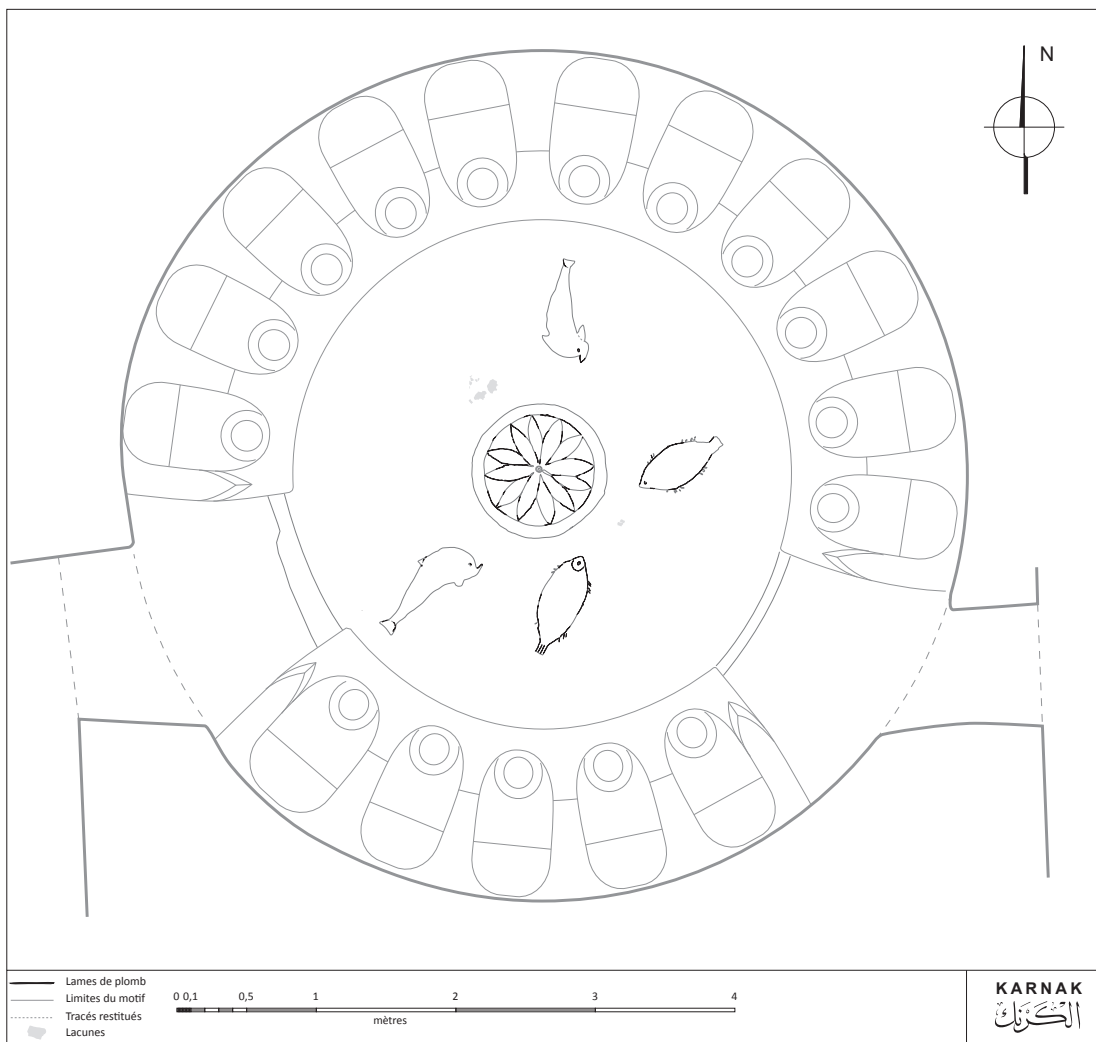 N
Lames de plomb
Limites du motif
Tracés restitués
Lacunes
0 0,1 0,5 1 2 3 4
mètres
KARNAK
الكرنك